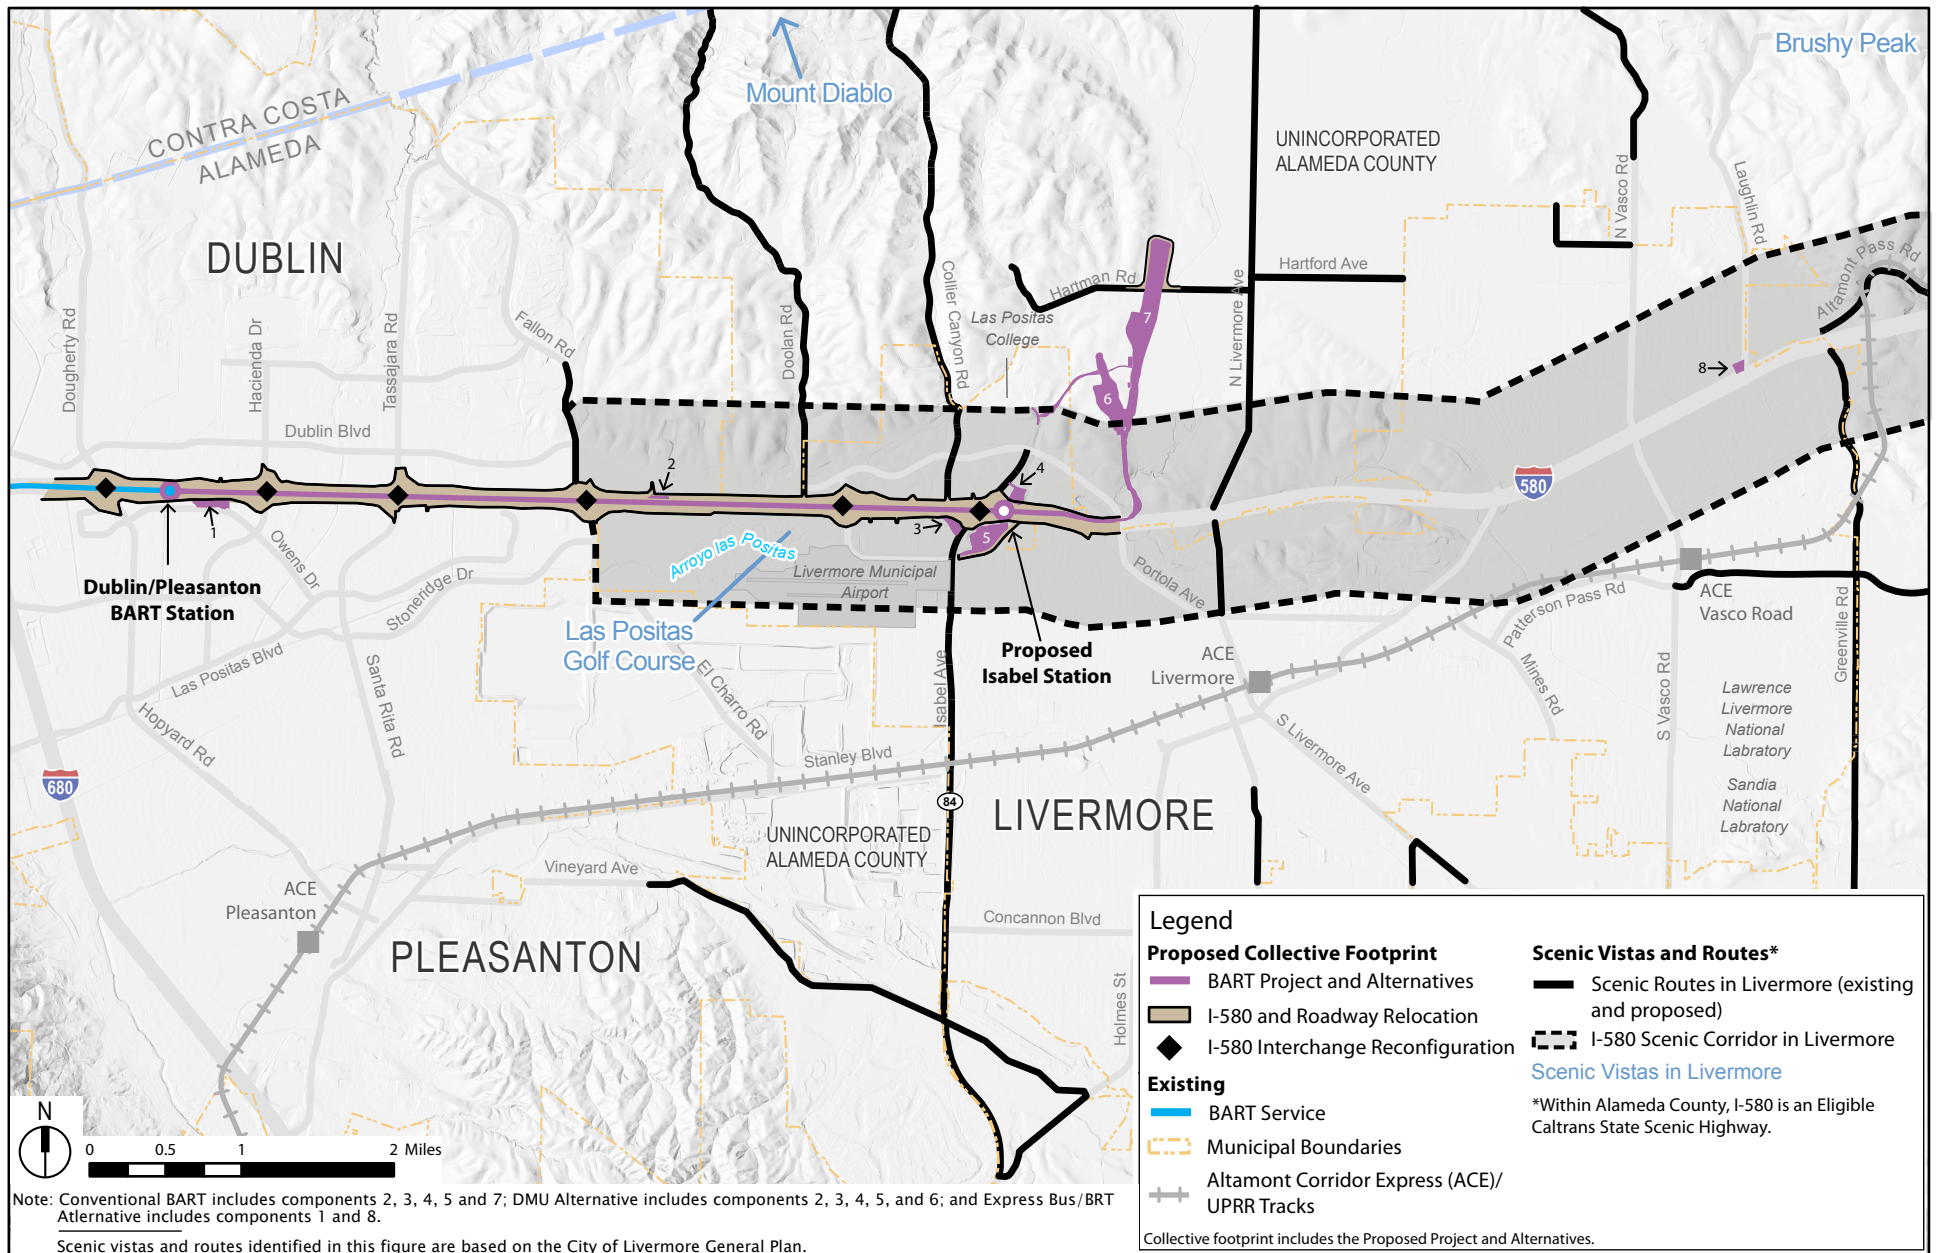 Brushy Peak
Mount Diablo
CONTRA COSTA
ALAMEDA
UNINCORPORATED
ALAMEDA COUNTY
N Vasco Rd
Laughlin Rd
Altamont Pass Rd
DUBLIN
Dougherty Rd
Hacienda Dr
Tassajara Rd
Fallon Rd
Doolan Rd
Collier Canyon Rd
Las Positas
College
Hartman Rd
N Livermore Ave
Hartford Ave
7
6
8
Dublin Blvd
2
4
580
1
3
5
Owens Dr
Stoneridge Dr
Arroyo las Positas
Livermore Municipal
Airport
Portola Ave
Dublin/Pleasanton
BART Station
Las Positas
Golf Course
Proposed
Isabel Station
ACE
Livermore
Patterson Pass Rd
ACE
Vasco Road
Greenville Rd
Las Positas Blvd
Santa Rita Rd
Hopyard Rd
El Charro Rd
Isabel Ave
Mines Rd
S Vasco Rd
Lawrence
Livermore
National
Labratory
Sandia
National
Labratory
S Livermore Ave
Stanley Blvd
680
84
LIVERMORE
UNINCORPORATED
ALAMEDA COUNTY
Vineyard Ave
ACE
Pleasanton
PLEASANTON
Concannon Blvd
Holmes St
Legend
Proposed Collective Footprint
BART Project and Alternatives
I-580 and Roadway Relocation
I-580 Interchange Reconfiguration
Existing
BART Service
Municipal Boundaries
Altamont Corridor Express (ACE)/
UPRR Tracks
Scenic Vistas and Routes*
Scenic Routes in Livermore (existing
and proposed)
I-580 Scenic Corridor in Livermore
Scenic Vistas in Livermore
*Within Alameda County, I-580 is an Eligible
Caltrans State Scenic Highway.
Collective footprint includes the Proposed Project and Alternatives.
N
0 0.5 1 2 Miles
Note: Conventional BART includes components 2, 3, 4, 5 and 7; DMU Alternative includes components 2, 3, 4, 5, and 6; and Express Bus/BRT
Atlernative includes components 1 and 8.
Scenic vistas and routes identified in this figure are based on the City of Livermore General Plan.